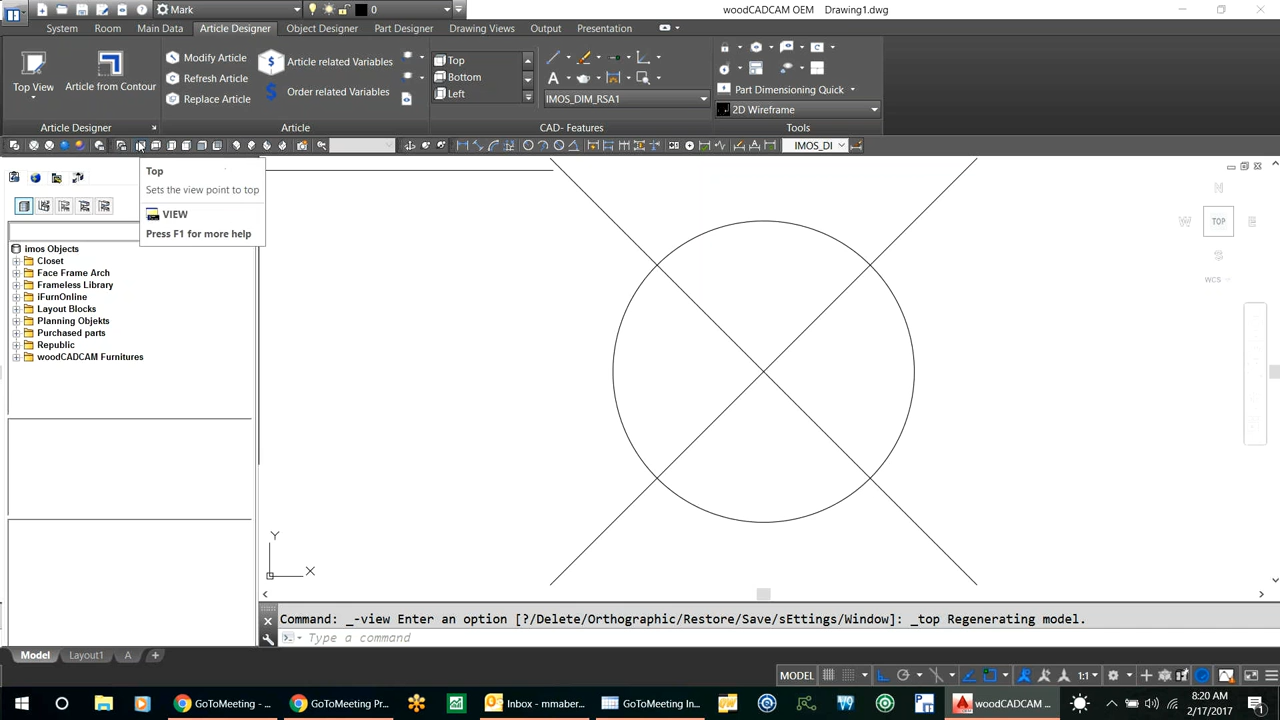 Mark
0
woodCADCAM OEM Drawing1.dwg
System Room Main Data Article Designer Object Designer Part Designer Drawing Views Output Presentation
Top View
Article from Contour
Modify Article
Refresh Article
Replace Article
Article related Variables
Order related Variables
Top
Bottom
Left
IMOS_DIM_RSA1
Part Dimensioning Quick
2D Wireframe
Article Designer Article CAD- Features Tools
IMOS_DI
Top
Sets the view point to top
VIEW
Press F1 for more help
imos Objects
Closet
Face Frame Arch
Frameless Library
iFurnOnline
Layout Blocks
Planning Objekts
Purchased parts
Republic
woodCADCAM Furnitures
N
W TOP E
S
WCS
Y
X
Command: _-view Enter an option [?/Delete/Orthographic/Restore/Save/sEttings/Window]: _top Regenerating model.
Type a command
Model Layout1 A
MODEL 1:1
GoToMeeting - ... GoToMeeting Pr... Inbox - mmaber... GoToMeeting In... woodCADCAM ...
8:20 AM
2/17/2017